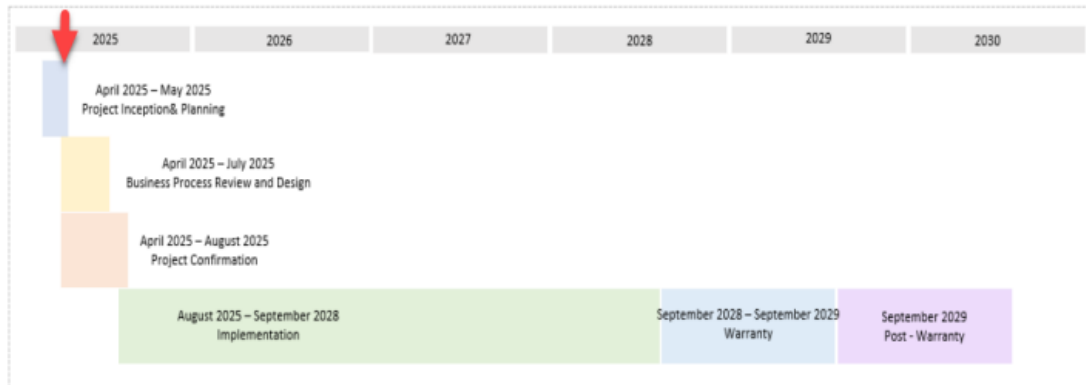 2025 2026 2027 2028 2029 2030
April 2025 – May 2025
Project Inception& Planning
April 2025 – July 2025
Business Process Review and Design
April 2025 – August 2025
Project Confirmation
August 2025 – September 2028
Implementation
September 2028 – September 2029
Warranty
September 2029
Post - Warranty